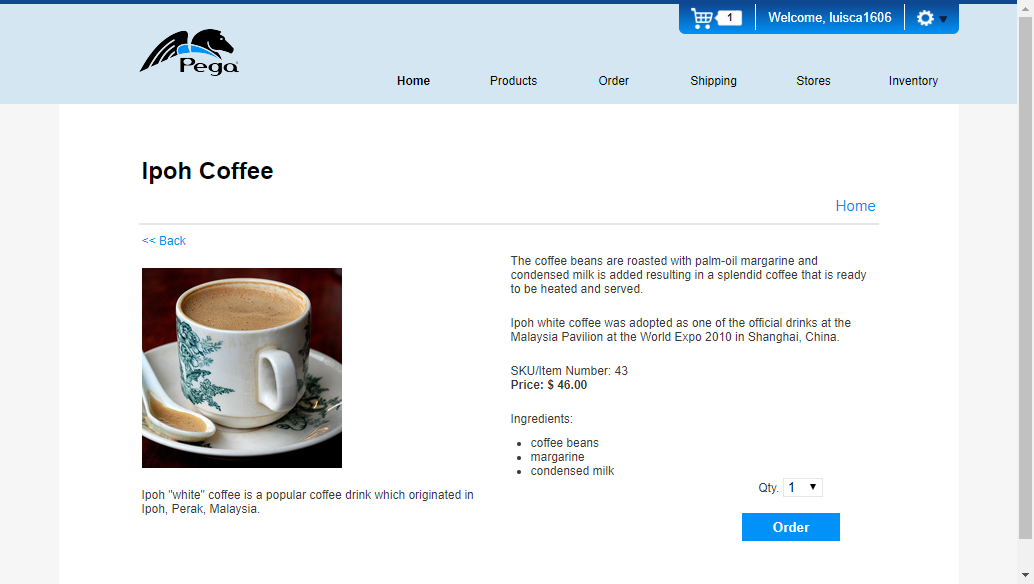 1
Welcome, luisca1606
Pega
Home
Products
Order
Shipping
Stores
Inventory
Ipoh Coffee
Home
<< Back
The coffee beans are roasted with palm-oil margarine and
condensed milk is added resulting in a splendid coffee that is ready
to be heated and served.
Ipoh white coffee was adopted as one of the official drinks at the
Malaysia Pavilion at the World Expo 2010 in Shanghai, China.
SKU/Item Number: 43
Price: $ 46.00
Ingredients:
coffee beans
margarine
condensed milk
Ipoh "white" coffee is a popular coffee drink which originated in
Ipoh, Perak, Malaysia.
Qty. 1
Order